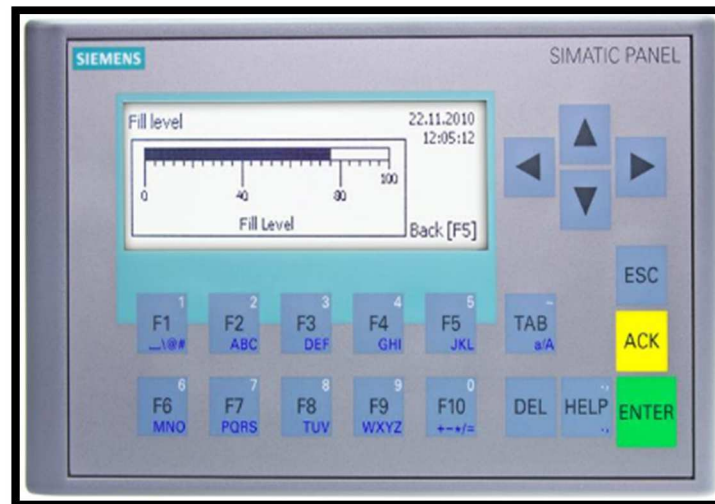 SIEMENS
SIMATIC PANEL
Fill level
22.11.2010
12:05:12
0 40 80 100
Fill Level
Back [F5]
ESC
1 2 3 4 5 -
F1 F2 F3 F4 F5 TAB
_\@# ABC DEF GHI JKL a/A
ACK
6 7 8 9 0 .,
F6 F7 F8 F9 F10 DEL HELP ENTER
MNO PQRS TUV WXYZ +-*/= .,